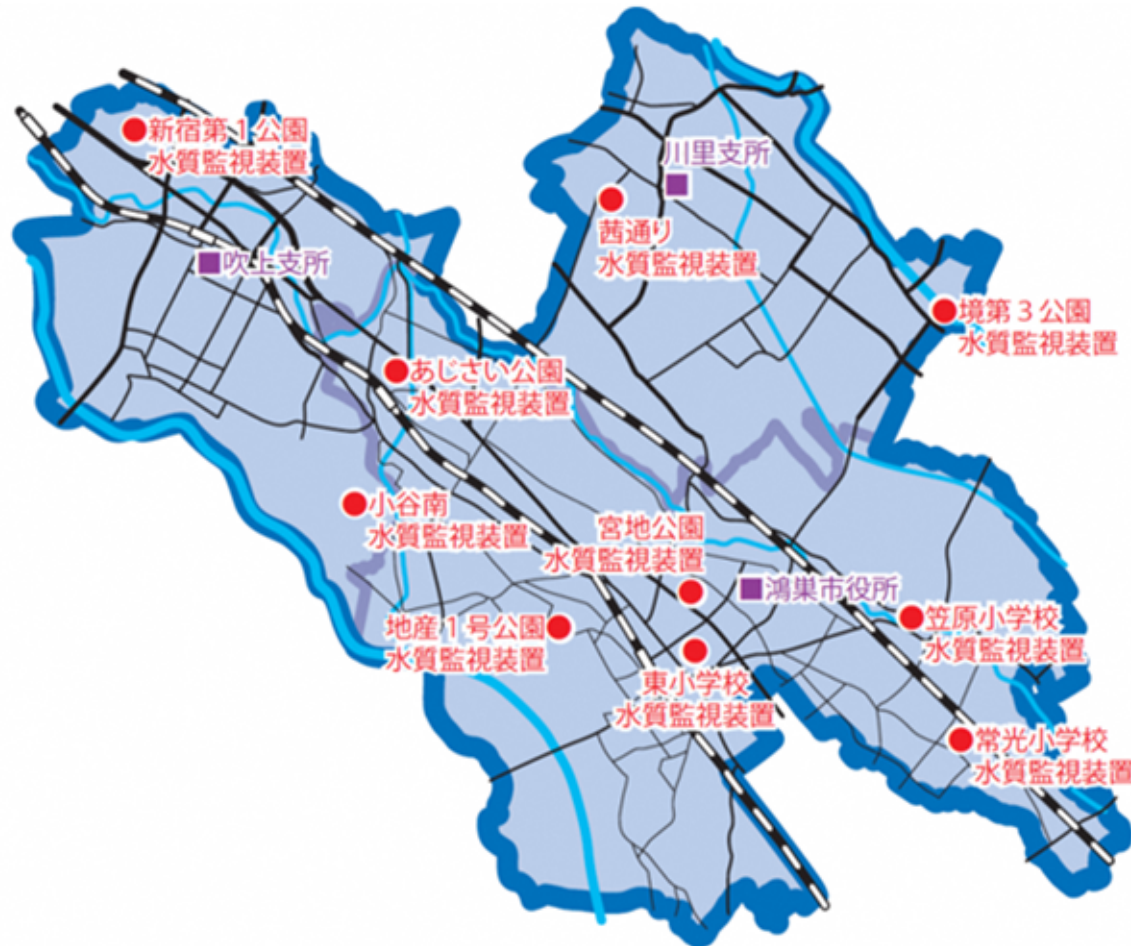 新宿第1公園
水質監視装置
川里支所
茜通り
水質監視装置
吹上支所
境第3公園
水質監視装置
あじさい公園
水質監視装置
小谷南
水質監視装置
宮地公園
水質監視装置
鴻巣市役所
地産1号公園
水質監視装置
笠原小学校
水質監視装置
東小学校
水質監視装置
常光小学校
水質監視装置